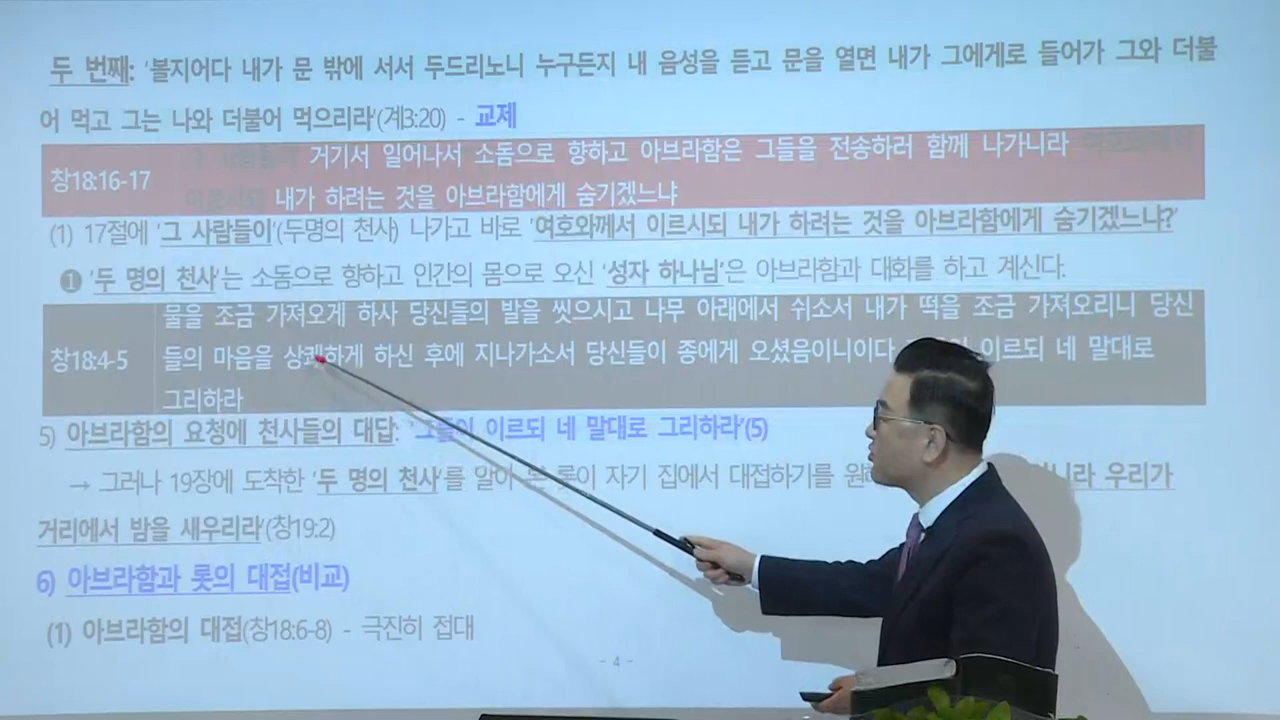 두 번째: '볼지어다 내가 문 밖에 서서 두드리노니 누구든지 내 음성을 듣고 문을 열면 내가 그에게로 들어가 그와 더불
어 먹고 그는 나와 더불어 먹으리라'(계3:20) - 교제
창18:16-17
거기서 일어나서 소돔으로 향하고 아브라함은 그들을 전송하러 함께 나가니라
내가 하려는 것을 아브라함에게 숨기겠느냐
(1) 17절에 '그 사람들이'(두명의 천사) 나가고 바로 '여호와께서 이르시되 내가 하려는 것을 아브라함에게 숨기겠느냐?'
❶ '두 명의 천사'는 소돔으로 향하고 인간의 몸으로 오신 '성자 하나님'은 아브라함과 대화를 하고 계신다.
창18:4-5
물을 조금 가져오게 하사 당신들의 발을 씻으시고 나무 아래에서 쉬소서 내가 떡을 조금 가져오리니 당신
들의 마음을 상쾌하게 하신 후에 지나가소서 당신들이 종에게 오셨음이니이다 이르되 네 말대로
그리하라
5) 아브라함의 요청에 천사들의 대답: '그들의 이르되 네 말대로 그리하라'(5)
→ 그러나 19장에 도착한 '두 명의 천사'를 알아 롯이 자기 집에서 대접하기를 우리가
거리에서 밤을 새우리라'(창19:2)
6) 아브라함과 롯의 대접(비교)
(1) 아브라함의 대접(창18:6-8) - 극진히 접대
- 4 -